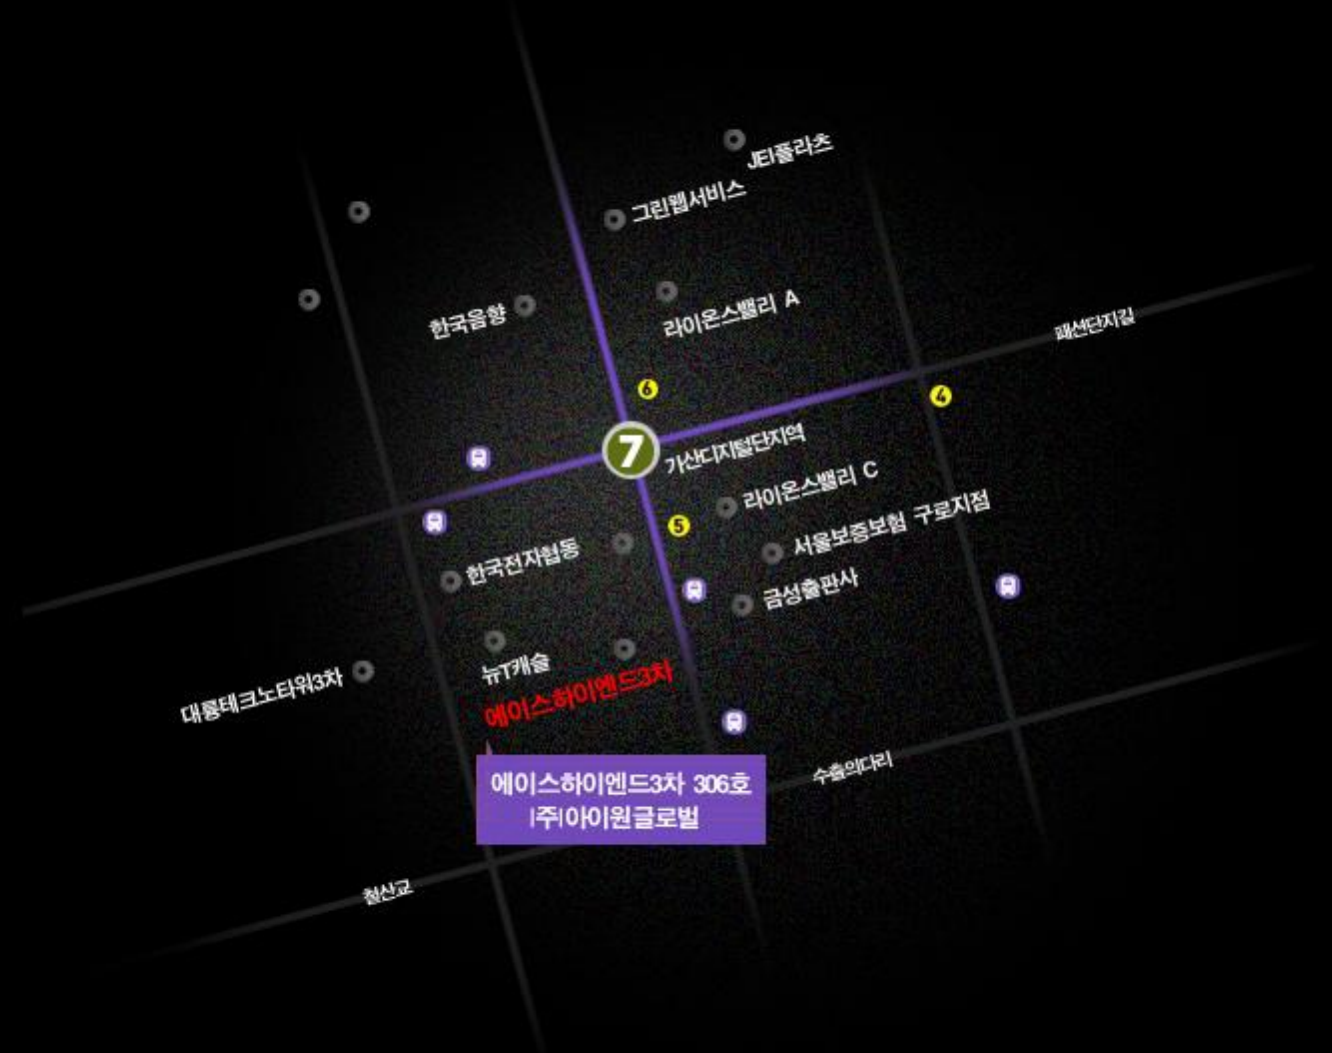 JEI플라츠
그린웹서비스
한국음향
라이온스밸리 A
패션단지길
6
4
7
가산디지털단지역
라이온스밸리 C
5
서울보증보험 구로지점
한국전자협동
금성출판사
뉴T캐슬
대륭테크노타워3차
에이스하이엔드3차
에이스하이엔드3차 306호
|주|아이원글로벌
수출의다리
철산교